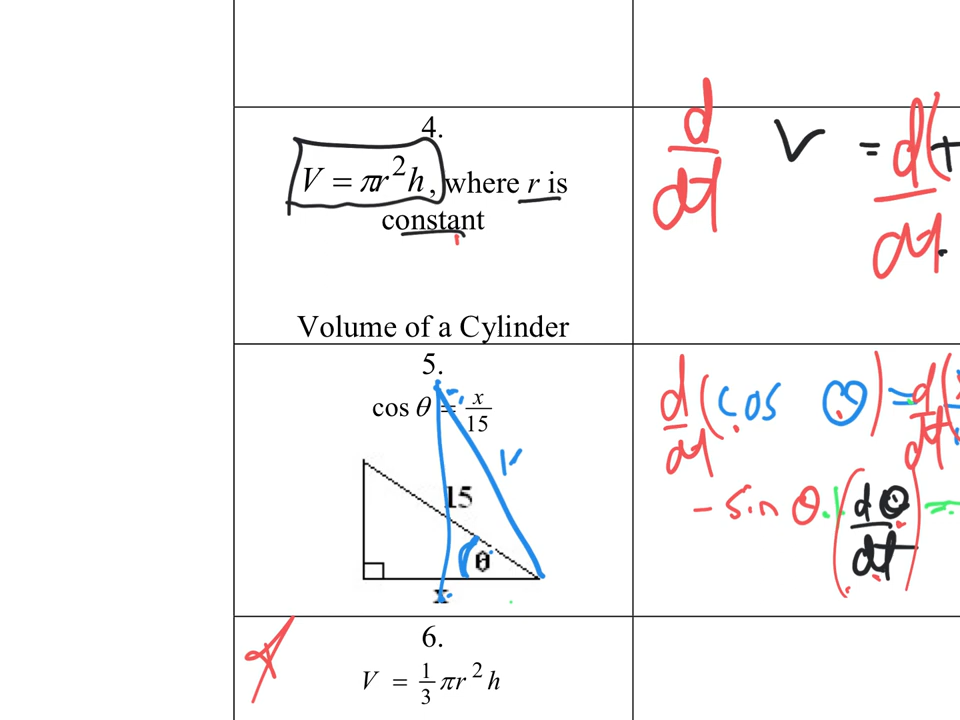 4.
V = πr²h, where r is
constant
Volume of a Cylinder
d/dt V = d/dt (
5.
cos θ = x/15
15
θ
x
d/dt (cos θ) = d/dt (
- sin θ . (dθ/dt) =
6.
V = 1/3 πr²h